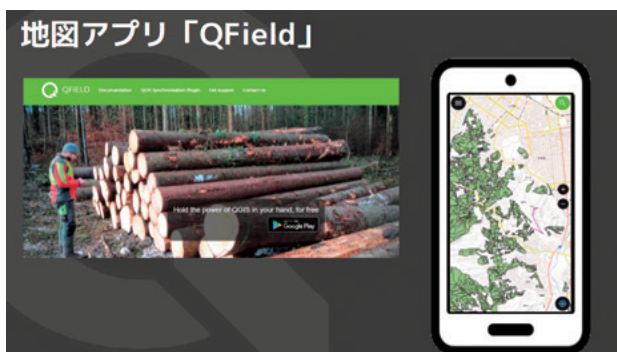 地図アプリ「QField」
QFIELD Documentation QGIS Synchronisation Plugin Get support Contact Us
Hold the power of QGIS in your hand, for free
Google Play